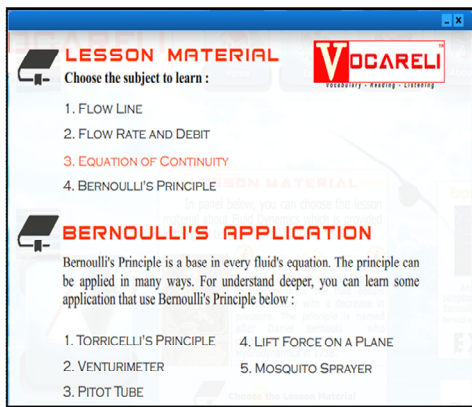 LESSON MATERIAL
VOCARELI
Vocabulary - Reading - Listening
Choose the subject to learn :
1. FLOW LINE
2. FLOW RATE AND DEBIT
3. EQUATION OF CONTINUITY
4. BERNOULLI'S PRINCIPLE
BERNOULLI'S APPLICATION
Bernoulli's Principle is a base in every fluid's equation. The principle can
be applied in many ways. For understand deeper, you can learn some
application that use Bernoulli's Principle below :
1. TORRICELLI'S PRINCIPLE
2. VENTURIMETER
3. PITOT TUBE
4. LIFT FORCE ON A PLANE
5. MOSQUITO SPRAYER